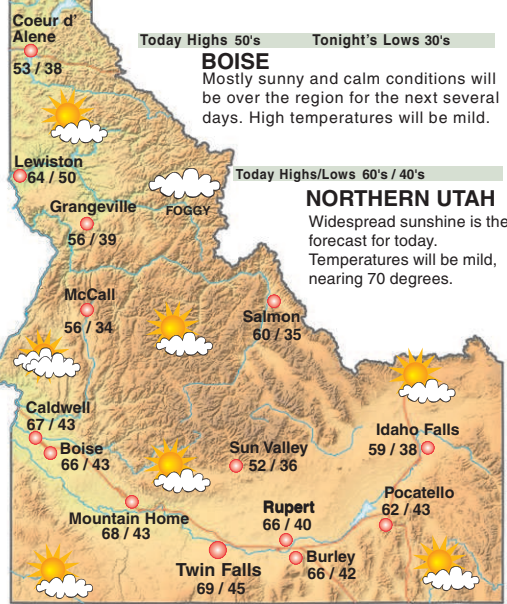 Coeur d'
Alene
53 / 38
Today Highs 50's Tonight's Lows 30's
BOISE
Mostly sunny and calm conditions will
be over the region for the next several
days. High temperatures will be mild.
Lewiston
64 / 50
Today Highs/Lows 60's / 40's
NORTHERN UTAH
Widespread sunshine is the
forecast for today.
Temperatures will be mild,
nearing 70 degrees.
Grangeville
56 / 39
FOGGY
McCall
56 / 34
Salmon
60 / 35
Caldwell
67 / 43
Boise
66 / 43
Sun Valley
52 / 36
Idaho Falls
59 / 38
Mountain Home
68 / 43
Rupert
66 / 40
Pocatello
62 / 43
Twin Falls
69 / 45
Burley
66 / 42